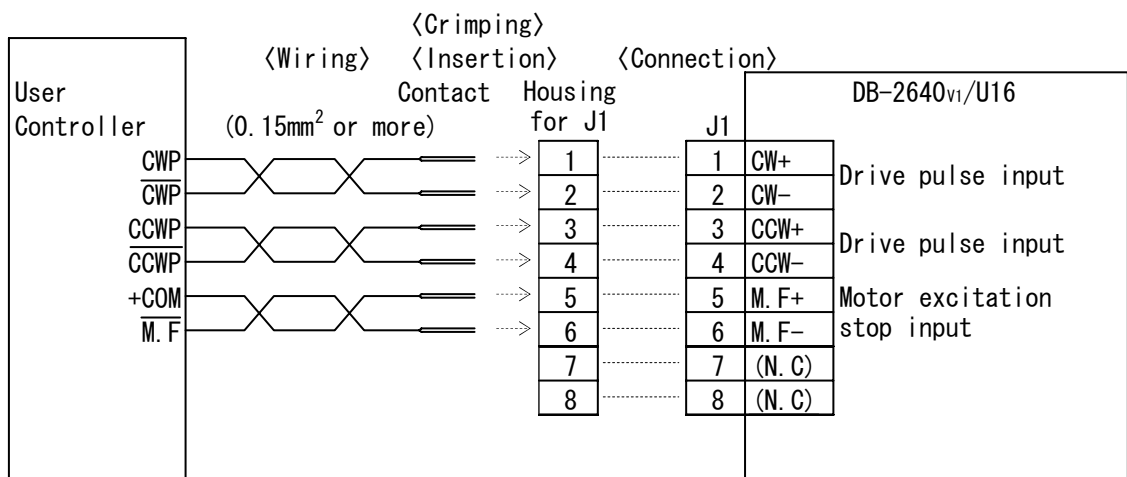 〈Crimping〉
〈Wiring〉 〈Insertion〉 〈Connection〉
User Contact Housing DB-2640V1/U16
Controller (0.15mm² or more) for J1 J1
CWP 1 1 CW+ Drive pulse input
C̅W̅P̅ 2 2 CW-
CCWP 3 3 CCW+ Drive pulse input
C̅C̅W̅P̅ 4 4 CCW-
+COM 5 5 M.F+ Motor excitation
M̅.̅F̅ 6 6 M.F- stop input
7 7 (N.C)
8 8 (N.C)